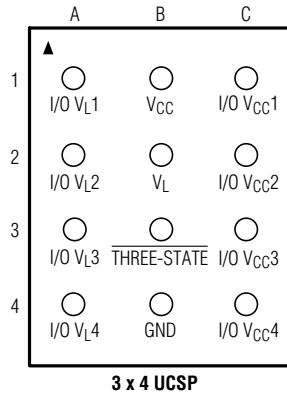 A B C
1
I/O VL1 VCC I/O VCC1
2
I/O VL2 VL I/O VCC2
3
I/O VL3 THREE-STATE I/O VCC3
4
I/O VL4 GND I/O VCC4
3 x 4 UCSP